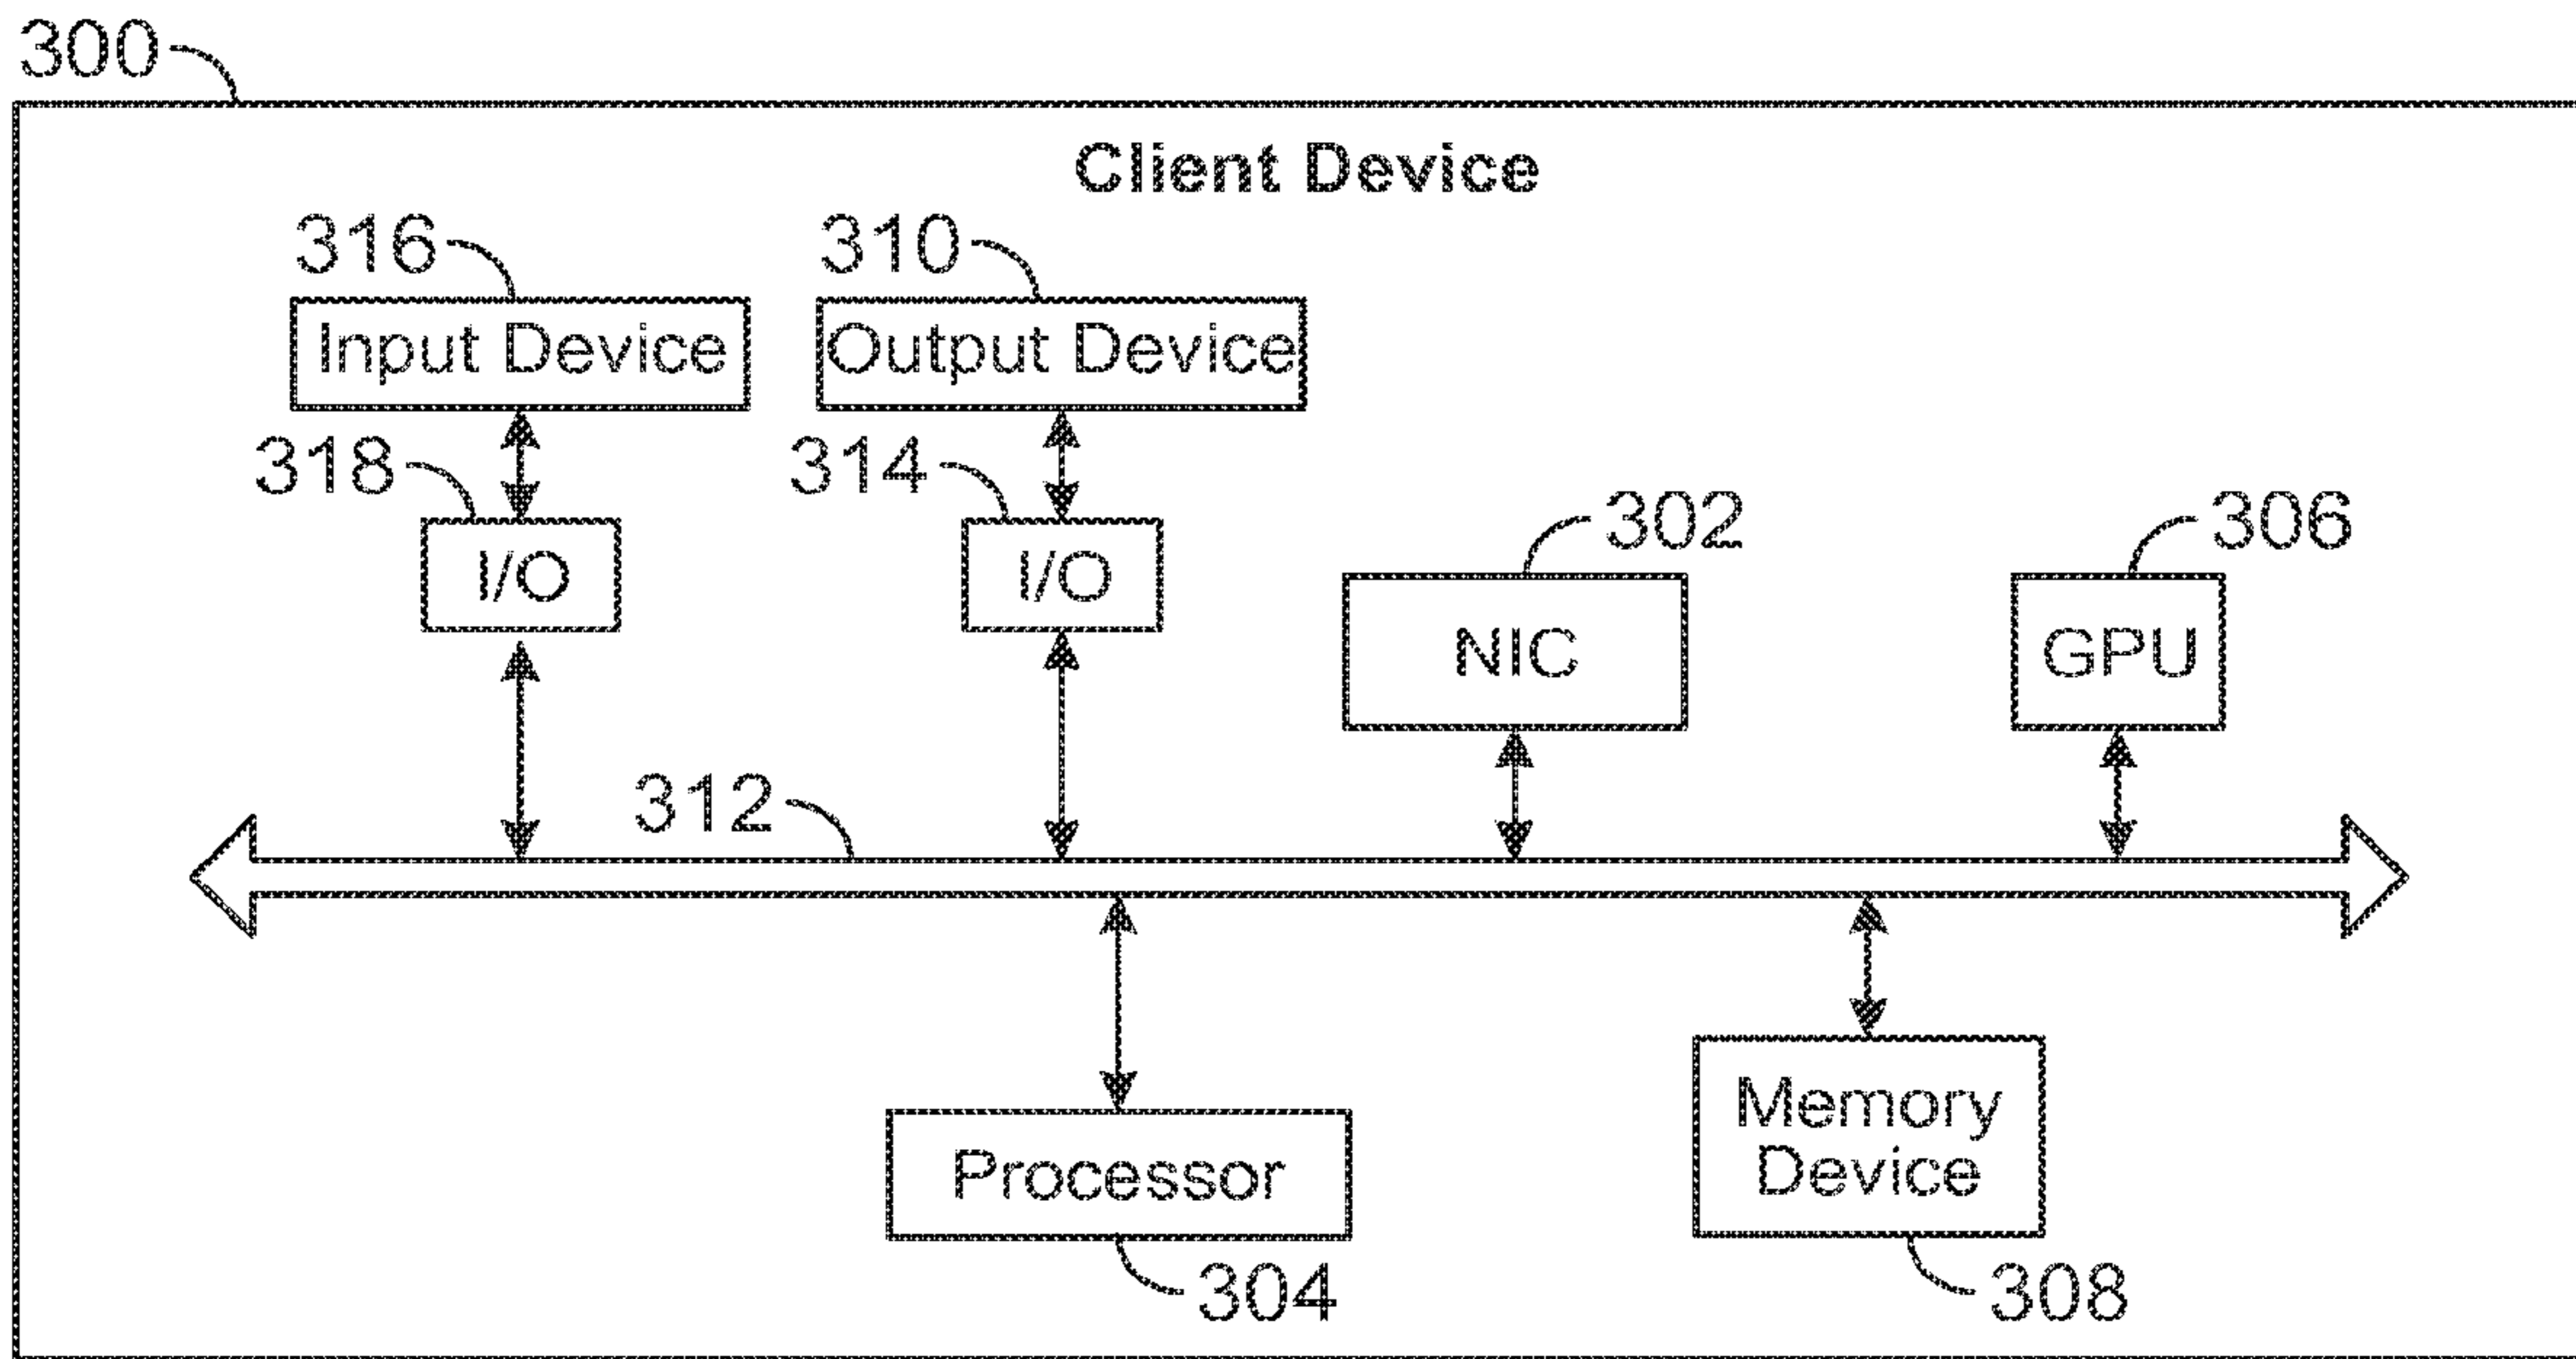 300
Client Device
316
310
Input Device
Output Device
318
314
I/O
I/O
302
306
NIC
GPU
312
Processor
Memory
Device
304
308